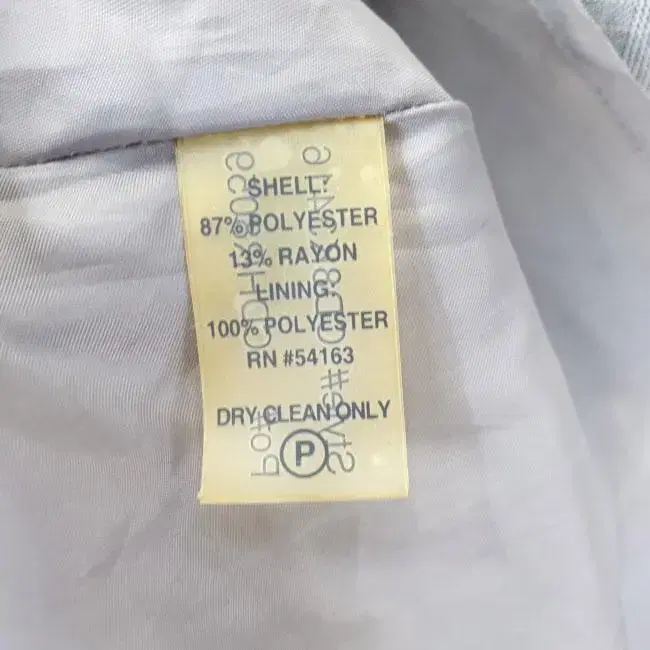 SHELL:
87% POLYESTER
13% RAYON
LINING:
100% POLYESTER
RN #54163
DRY CLEAN ONLY
P